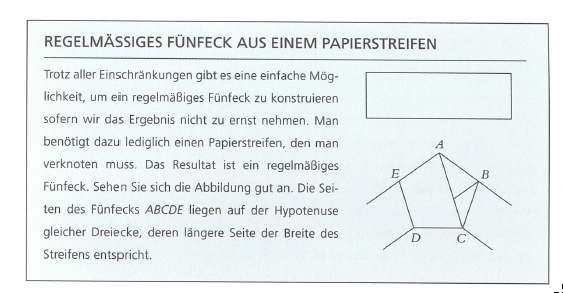 REGELMÄSSIGES FÜNFECK AUS EINEM PAPIERSTREIFEN
Trotz aller Einschränkungen gibt es eine einfache Mög-
lichkeit, um ein regelmäßiges Fünfeck zu konstruieren
sofern wir das Ergebnis nicht zu ernst nehmen. Man
benötigt dazu lediglich einen Papierstreifen, den man
verknoten muss. Das Resultat ist ein regelmäßiges
Fünfeck. Sehen Sie sich die Abbildung gut an. Die Sei-
ten des Fünfecks ABCDE liegen auf der Hypotenuse
gleicher Dreiecke, deren längere Seite der Breite des
Streifens entspricht.
A
E
B
D
C